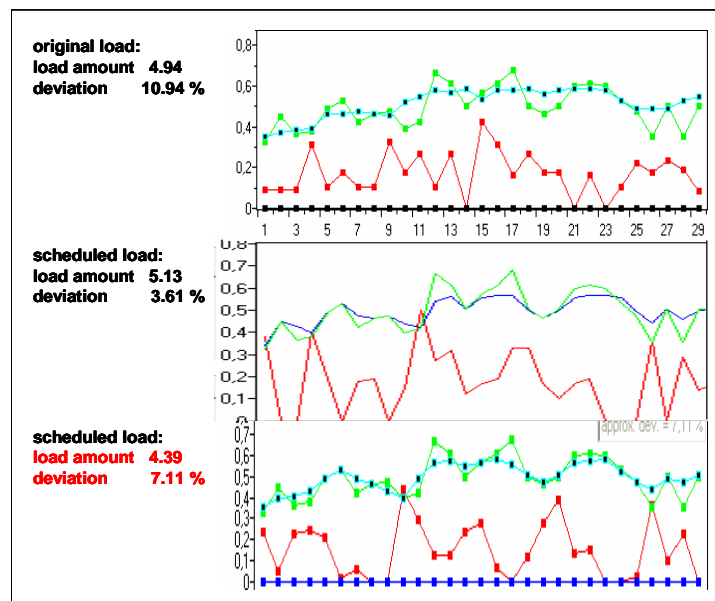 original load:
load amount 4.94
deviation 10.94 %
0,8
0,6
0,4
0,2
0
1 3 5 7 9 11 13 15 17 19 21 23 25 27 29
scheduled load:
load amount 5.13
deviation 3.61 %
0,8
0,7
0,6
0,5
0,4
0,3
0,2
0,1
0
approx. dev. = 7,11 %
scheduled load:
load amount 4.39
deviation 7.11 %
0,7
0,6
0,5
0,4
0,3
0,2
0,1
0